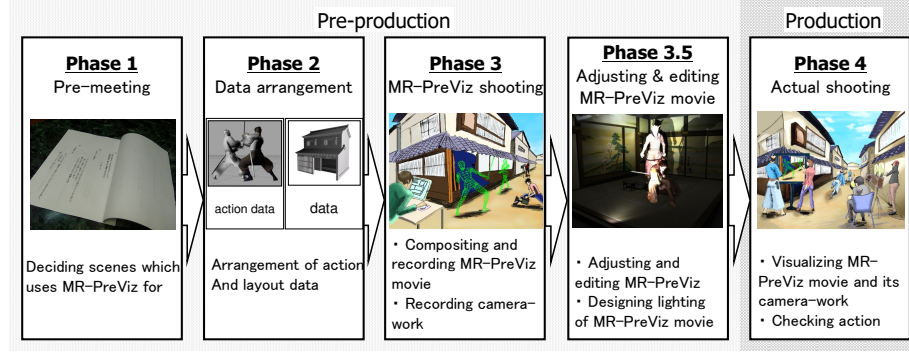 Pre-production
Production
Phase 1
Pre-meeting
Deciding scenes which
uses MR-PreViz for
Phase 2
Data arrangement
action data
data
Arrangement of action
And layout data
Phase 3
MR-PreViz shooting
・Compositing and
recording MR-PreViz
movie
・Recording camera-
work
Phase 3.5
Adjusting & editing
MR-PreViz movie
・Adjusting and
editing MR-PreViz
・Designing lighting
of MR-PreViz movie
Phase 4
Actual shooting
・Visualizing MR-
PreViz movie and its
camera-work
・Checking action